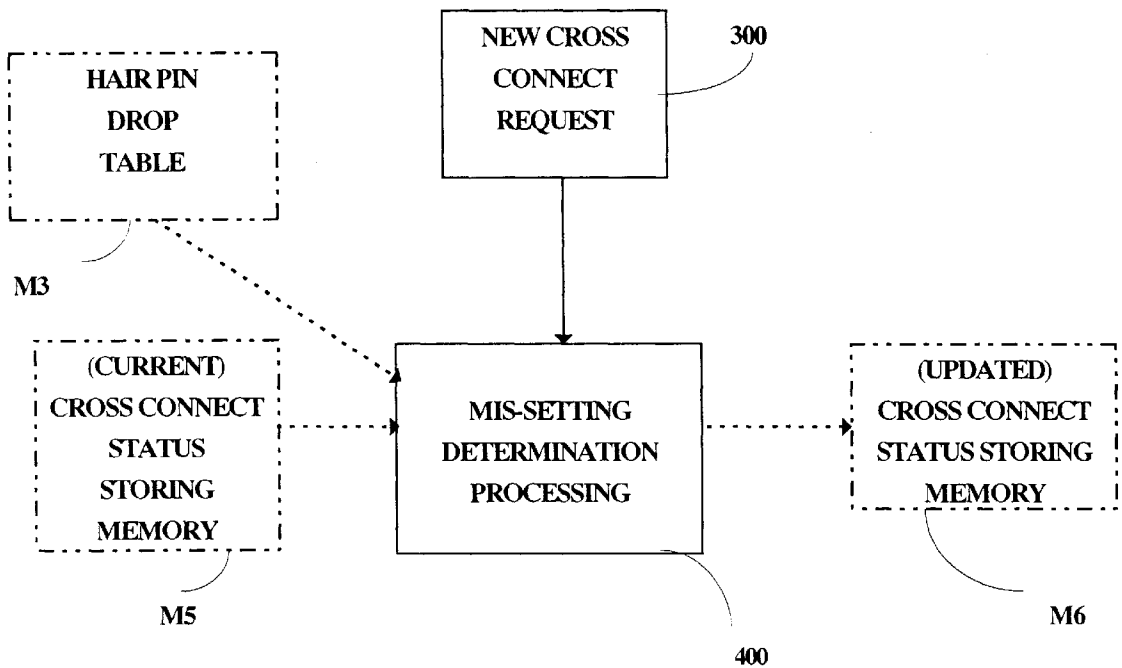 NEW CROSS
CONNECT
REQUEST
300
HAIR PIN
DROP
TABLE
M3
(CURRENT)
CROSS CONNECT
STATUS
STORING
MEMORY
M5
MIS-SETTING
DETERMINATION
PROCESSING
400
(UPDATED)
CROSS CONNECT
STATUS STORING
MEMORY
M6